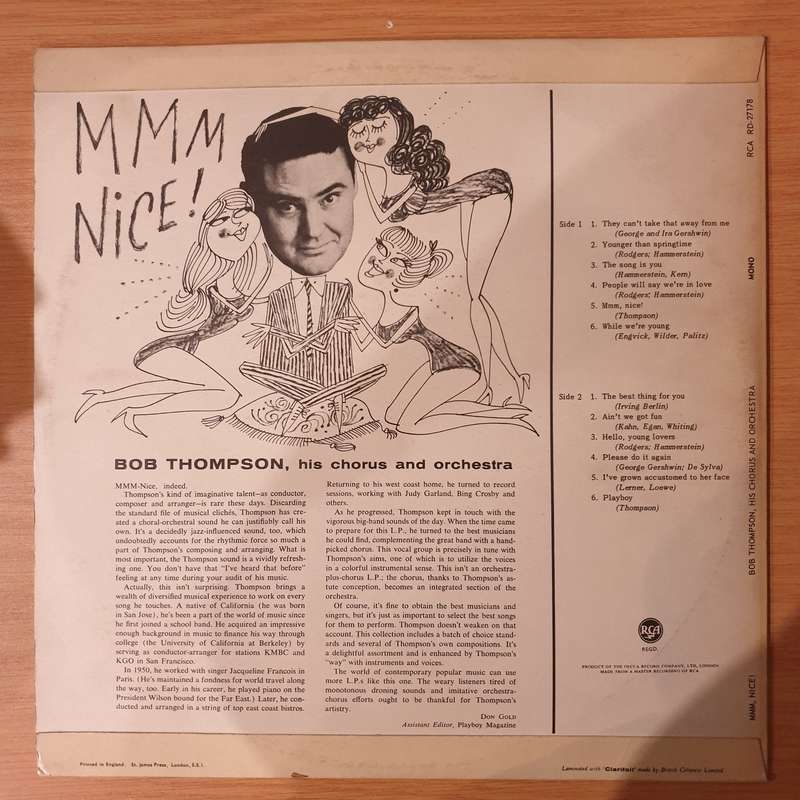 MMM
NICE!
BOB THOMPSON, his chorus and orchestra
MMM-Nice, indeed.
Thompson's kind of imaginative talent—as conductor,
composer and arranger—is rare these days. Discarding
the standard file of musical clichés, Thompson has cre-
ated a choral-orchestral sound he can justifiably call his
own. It's a decidedly jazz-influenced sound, too, which
undoubtedly accounts for the rhythmic force so much a
part of Thompson's composing and arranging. What is
most important, the Thompson sound is a vividly refresh-
ing one. You don't have that "I've heard that before"
feeling at any time during your audit of his music.
Actually, this isn't surprising. Thompson brings a
wealth of diversified musical experience to work on every
song he touches. A native of California (he was born
in San Jose), he's been a part of the world of music since
he first joined a school band. He acquired an impressive
enough background in music to finance his way through
college (the University of California at Berkeley) by
serving as conductor-arranger for stations KMBC and
KGO in San Francisco.
In 1950, he worked with singer Jacqueline Francois in
Paris. (He's maintained a fondness for world travel along
the way, too. Early in his career, he played piano on the
President Wilson bound for the Far East.) Later, he con-
ducted and arranged in a string of top east coast bistros.
Returning to his west coast home, he turned to record
sessions, working with Judy Garland, Bing Crosby and
others.
As he progressed, Thompson kept in touch with the
vigorous big-band sounds of the day. When the time came
to prepare for this L.P., he turned to the best musicians
he could find, complementing the great band with a hand-
picked chorus. This vocal group is precisely in tune with
Thompson's aims, one of which is to utilize the voices
in a colorful instrumental sense. This isn't an orchestra-
plus-chorus L.P.; the chorus, thanks to Thompson's as-
tute conception, becomes an integrated section of the
orchestra.
Of course, it's fine to obtain the best musicians and
singers, but it's just as important to select the best songs
for them to perform. Thompson doesn't weaken on that
account. This collection includes a batch of choice stand-
ards and several of Thompson's own compositions. It's
a delightful assortment and is enhanced by Thompson's
"way" with instruments and voices.
The world of contemporary popular music can use
more L.P.s like this one. The weary listeners tired of
monotonous droning sounds and imitative orchestra-
chorus efforts ought to be thankful for Thompson's
artistry.
DON GOLD
Assistant Editor, Playboy Magazine
Side 1 1. They can't take that away from me
(George and Ira Gershwin)
2. Younger than springtime
(Rodgers; Hammerstein)
3. The song is you
(Hammerstein, Kern)
4. People will say we're in love
(Rodgers; Hammerstein)
5. Mmm, nice!
(Thompson)
6. While we're young
(Engvick, Wilder, Palitz)
Side 2 1. The best thing for you
(Irving Berlin)
2. Ain't we got fun
(Kahn, Egan, Whiting)
3. Hello, young lovers
(Rodgers; Hammerstein)
4. Please do it again
(George Gershwin; De Sylva)
5. I've grown accustomed to her face
(Lerner, Loewe)
6. Playboy
(Thompson)
RCA
REGD.
PRODUCT OF THE DECCA RECORD COMPANY, LTD, LONDON
MADE FROM A MASTER RECORDING OF RCA
RCA RD-27178
MONO
BOB THOMPSON, HIS CHORUS AND ORCHESTRA
MMM, NICE!
Printed in England. St. James Press, London, S.E.1.
Laminated with 'Clarifoil' made by British Celanese Limited